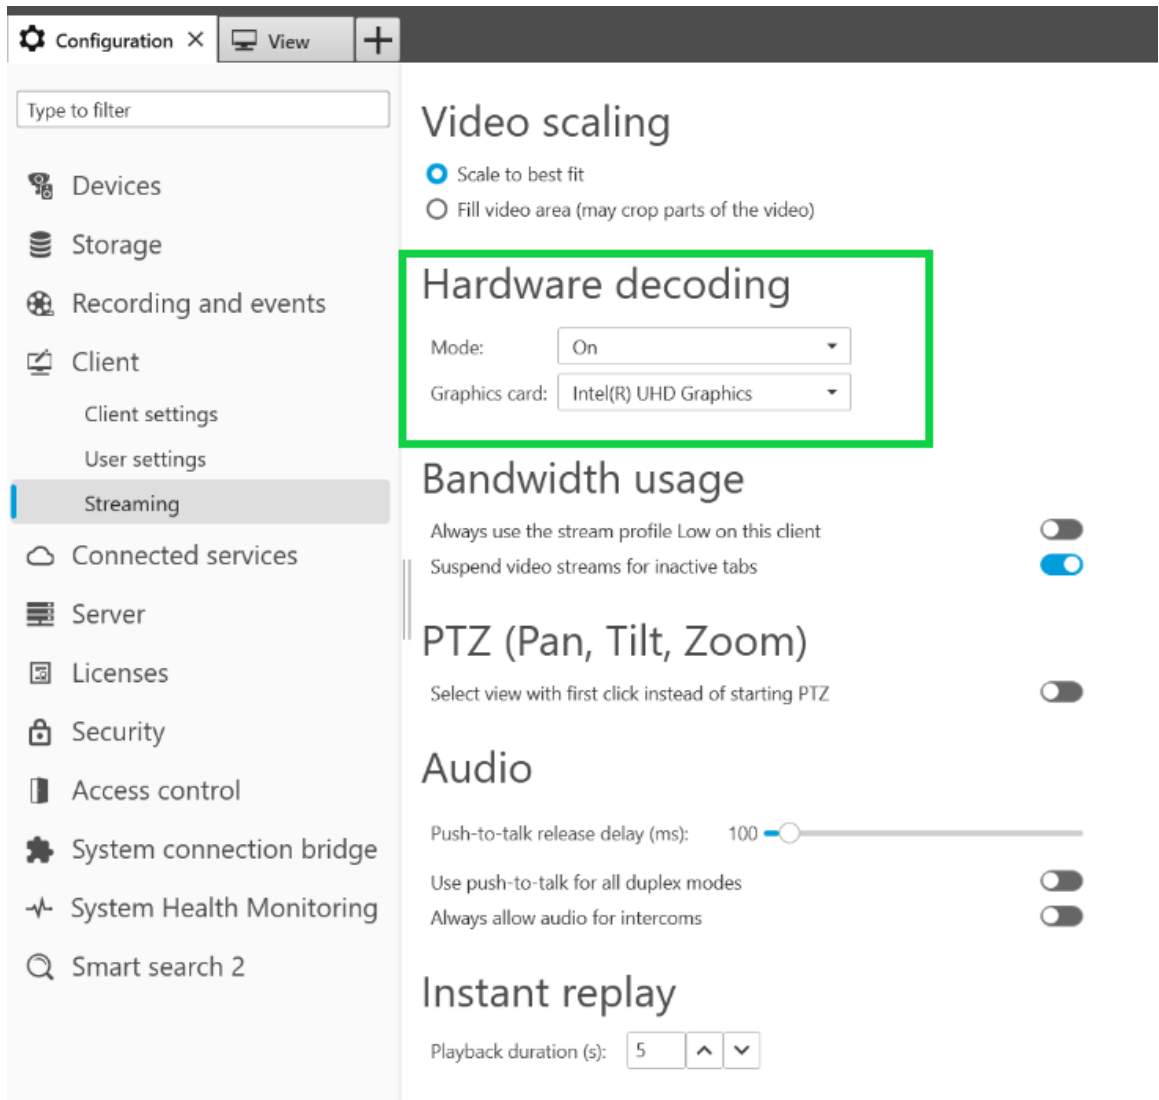 Configuration
View
Type to filter
Devices
Storage
Recording and events
Client
Client settings
User settings
Streaming
Connected services
Server
Licenses
Security
Access control
System connection bridge
System Health Monitoring
Smart search 2
Video scaling
Scale to best fit
Fill video area (may crop parts of the video)
Hardware decoding
Mode: On
Graphics card: Intel(R) UHD Graphics
Bandwidth usage
Always use the stream profile Low on this client
Suspend video streams for inactive tabs
PTZ (Pan, Tilt, Zoom)
Select view with first click instead of starting PTZ
Audio
Push-to-talk release delay (ms): 100
Use push-to-talk for all duplex modes
Always allow audio for intercoms
Instant replay
Playback duration (s): 5